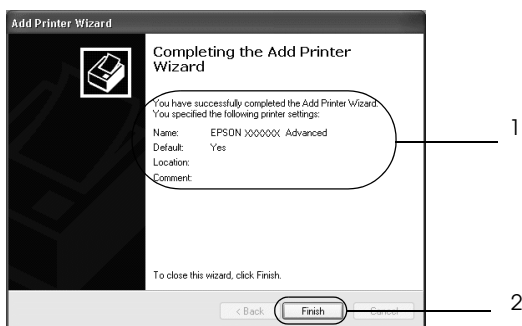 Add Printer Wizard
Completing the Add Printer
Wizard
You have successfully completed the Add Printer Wizard.
You specified the following printer settings:
Name: EPSON XXXXXX Advanced
Default: Yes
Location:
Comment:
1
To close this wizard, click Finish.
< Back Finish Cancel
2